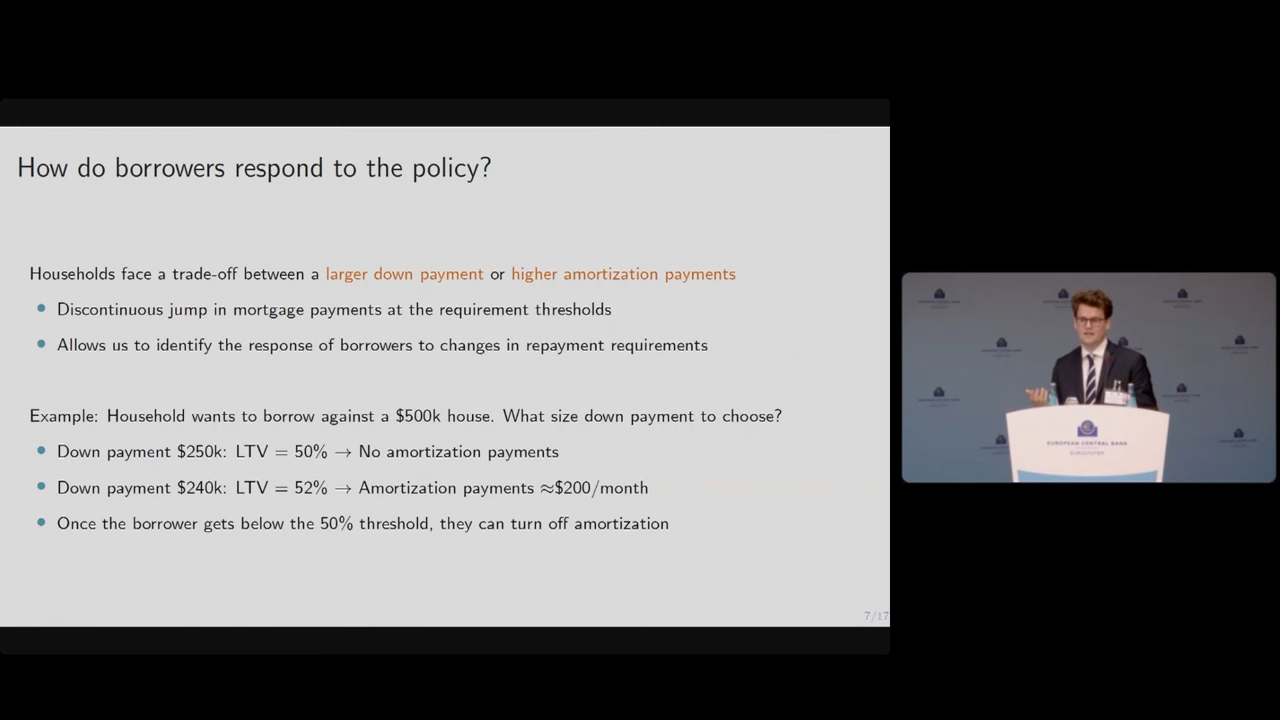 How do borrowers respond to the policy?
Households face a trade-off between a larger down payment or higher amortization payments
Discontinuous jump in mortgage payments at the requirement thresholds
Allows us to identify the response of borrowers to changes in repayment requirements
Example: Household wants to borrow against a $500k house. What size down payment to choose?
Down payment $250k: LTV = 50% → No amortization payments
Down payment $240k: LTV = 52% → Amortization payments ≈$200/month
Once the borrower gets below the 50% threshold, they can turn off amortization
7/17
EUROPEAN CENTRAL BANK
EUROSYSTEM